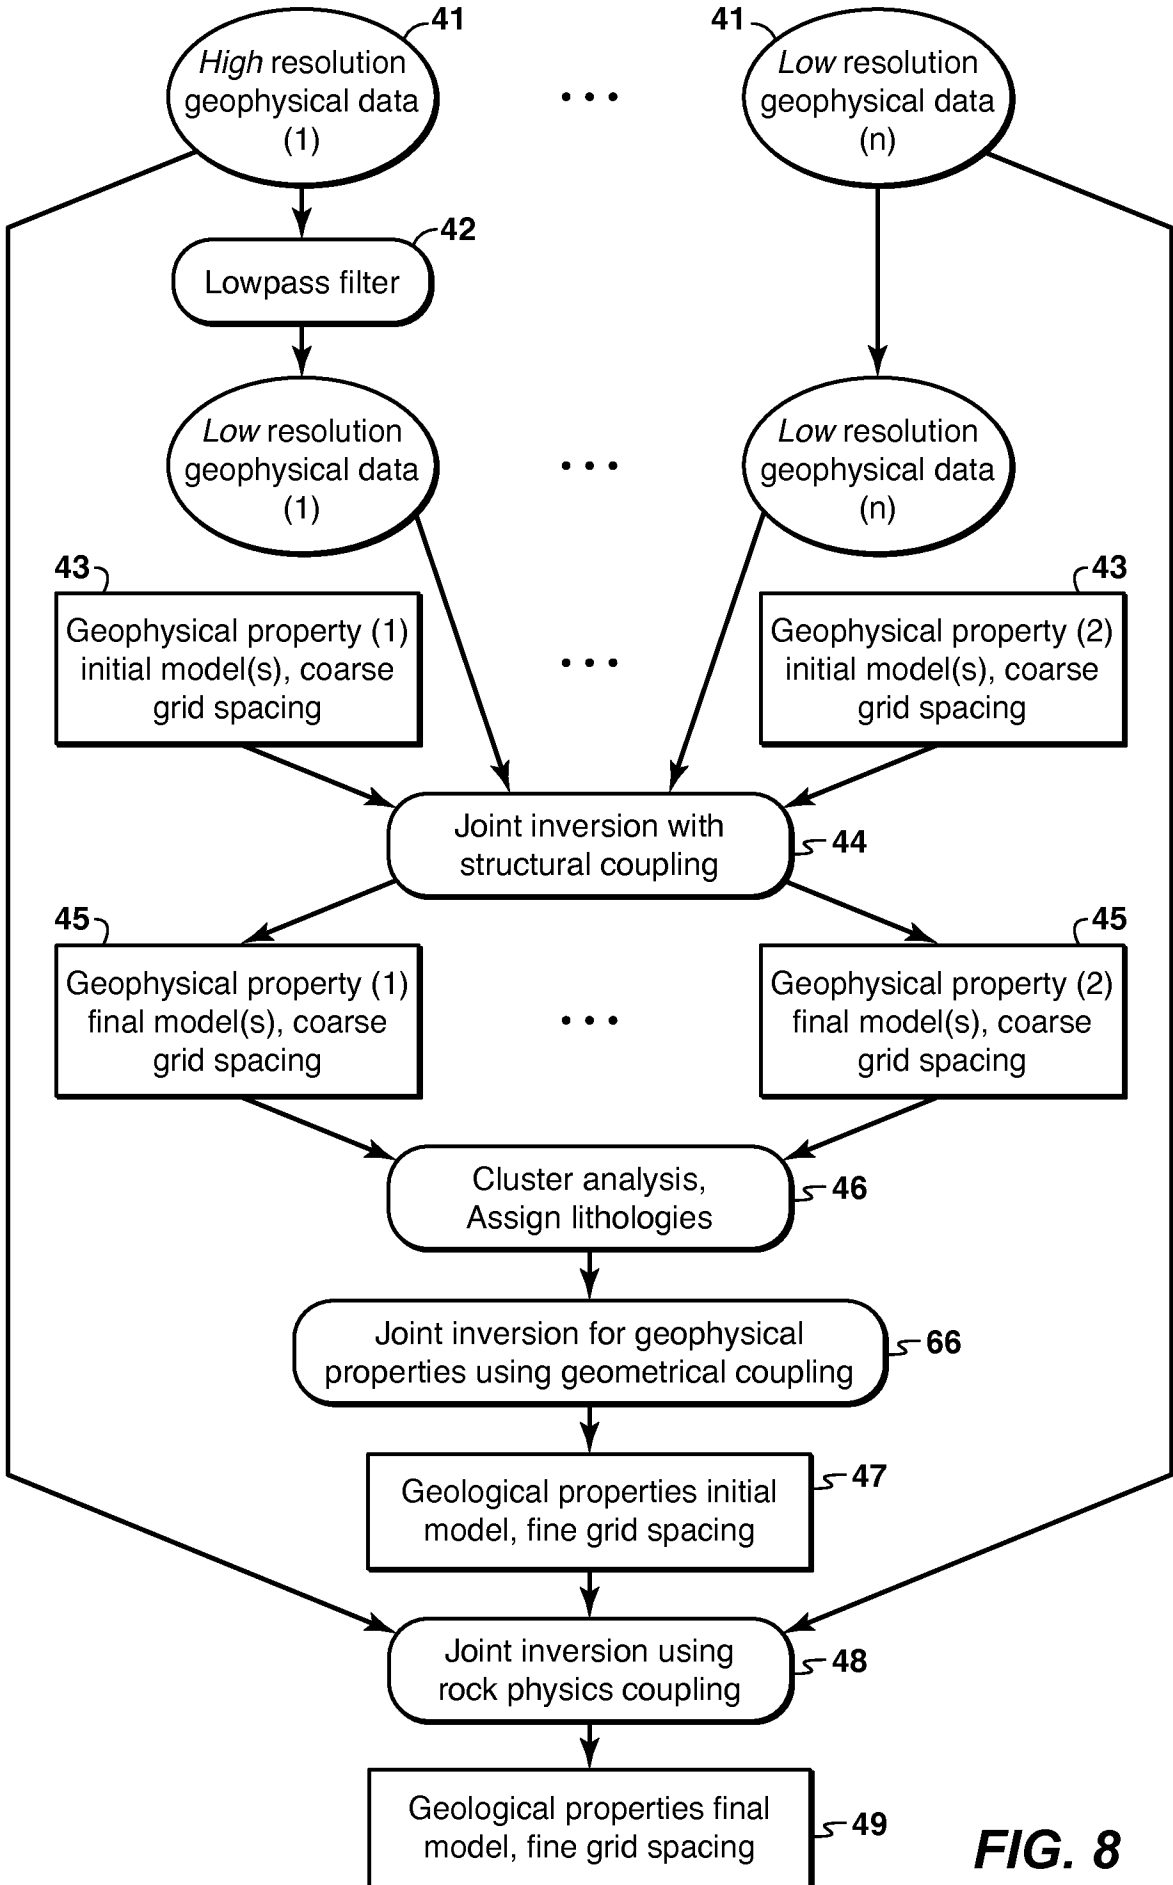 41
41
High resolution
geophysical data
(1)
• • •
Low resolution
geophysical data
(n)
42
Lowpass filter
Low resolution
geophysical data
(1)
• • •
Low resolution
geophysical data
(n)
43
43
Geophysical property (1)
initial model(s), coarse
grid spacing
• • •
Geophysical property (2)
initial model(s), coarse
grid spacing
Joint inversion with
structural coupling
44
45
45
Geophysical property (1)
final model(s), coarse
grid spacing
• • •
Geophysical property (2)
final model(s), coarse
grid spacing
Cluster analysis,
Assign lithologies
46
Joint inversion for geophysical
properties using geometrical coupling
66
Geological properties initial
model, fine grid spacing
47
Joint inversion using
rock physics coupling
48
Geological properties final
model, fine grid spacing
49
FIG. 8